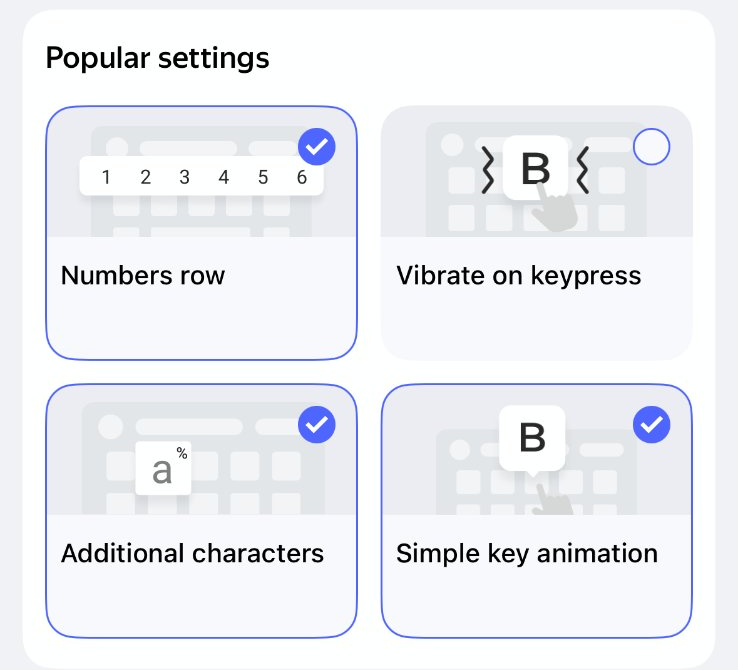 Popular settings
1 2 3 4 5 6
B
Numbers row
Vibrate on keypress
a %
B
Additional characters
Simple key animation